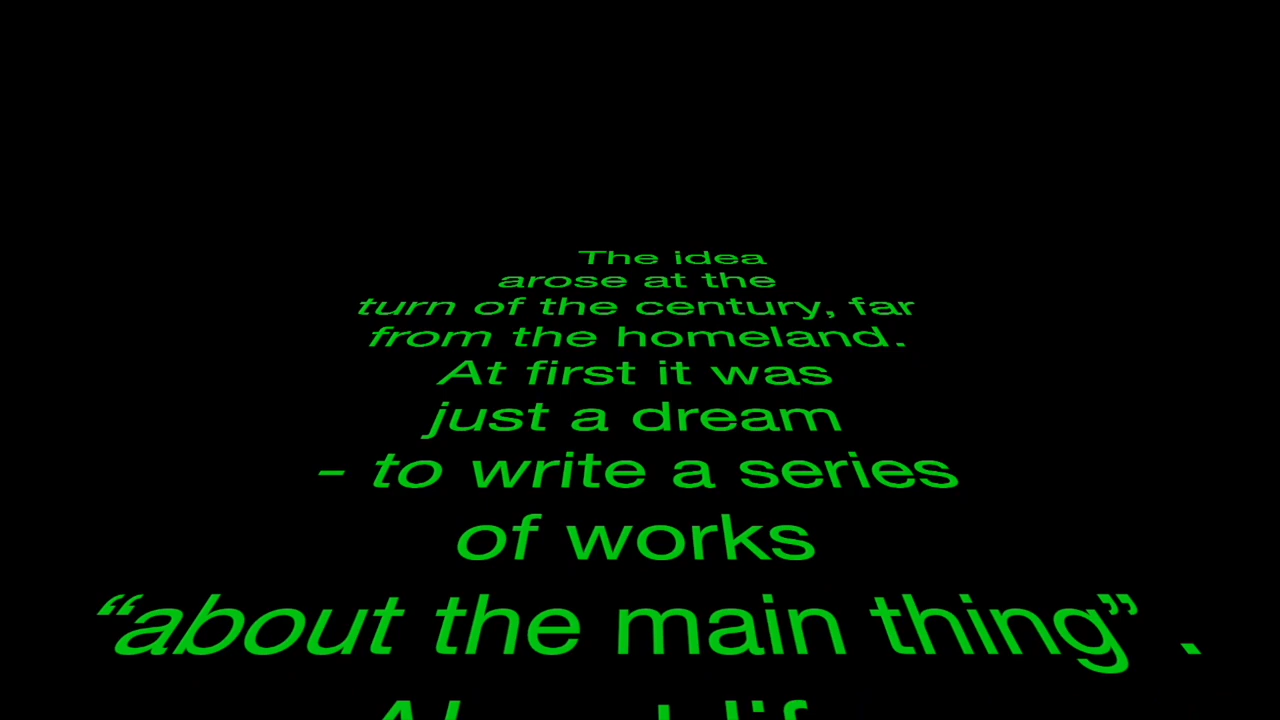 The idea
arose at the
turn of the century, far
from the homeland.
At first it was
just a dream
- to write a series
of works
“about the main thing” .